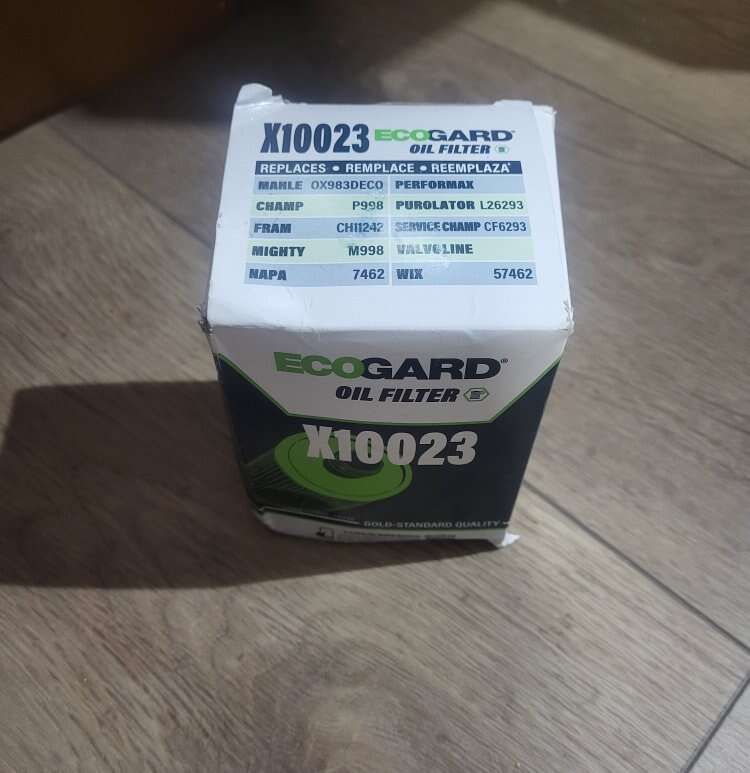 X10023 ECOGARD®
OIL FILTER
REPLACES • REMPLACE • REEMPLAZA*
MAHLE OX983DECO PERFORMAX
CHAMP P998 PUROLATOR L26293
FRAM CH11242 SERVICE CHAMP CF6293
MIGHTY M998 VALVOLINE
NAPA 7462 WIX 57462
ECOGARD®
OIL FILTER
X10023
GOLD-STANDARD QUALITY